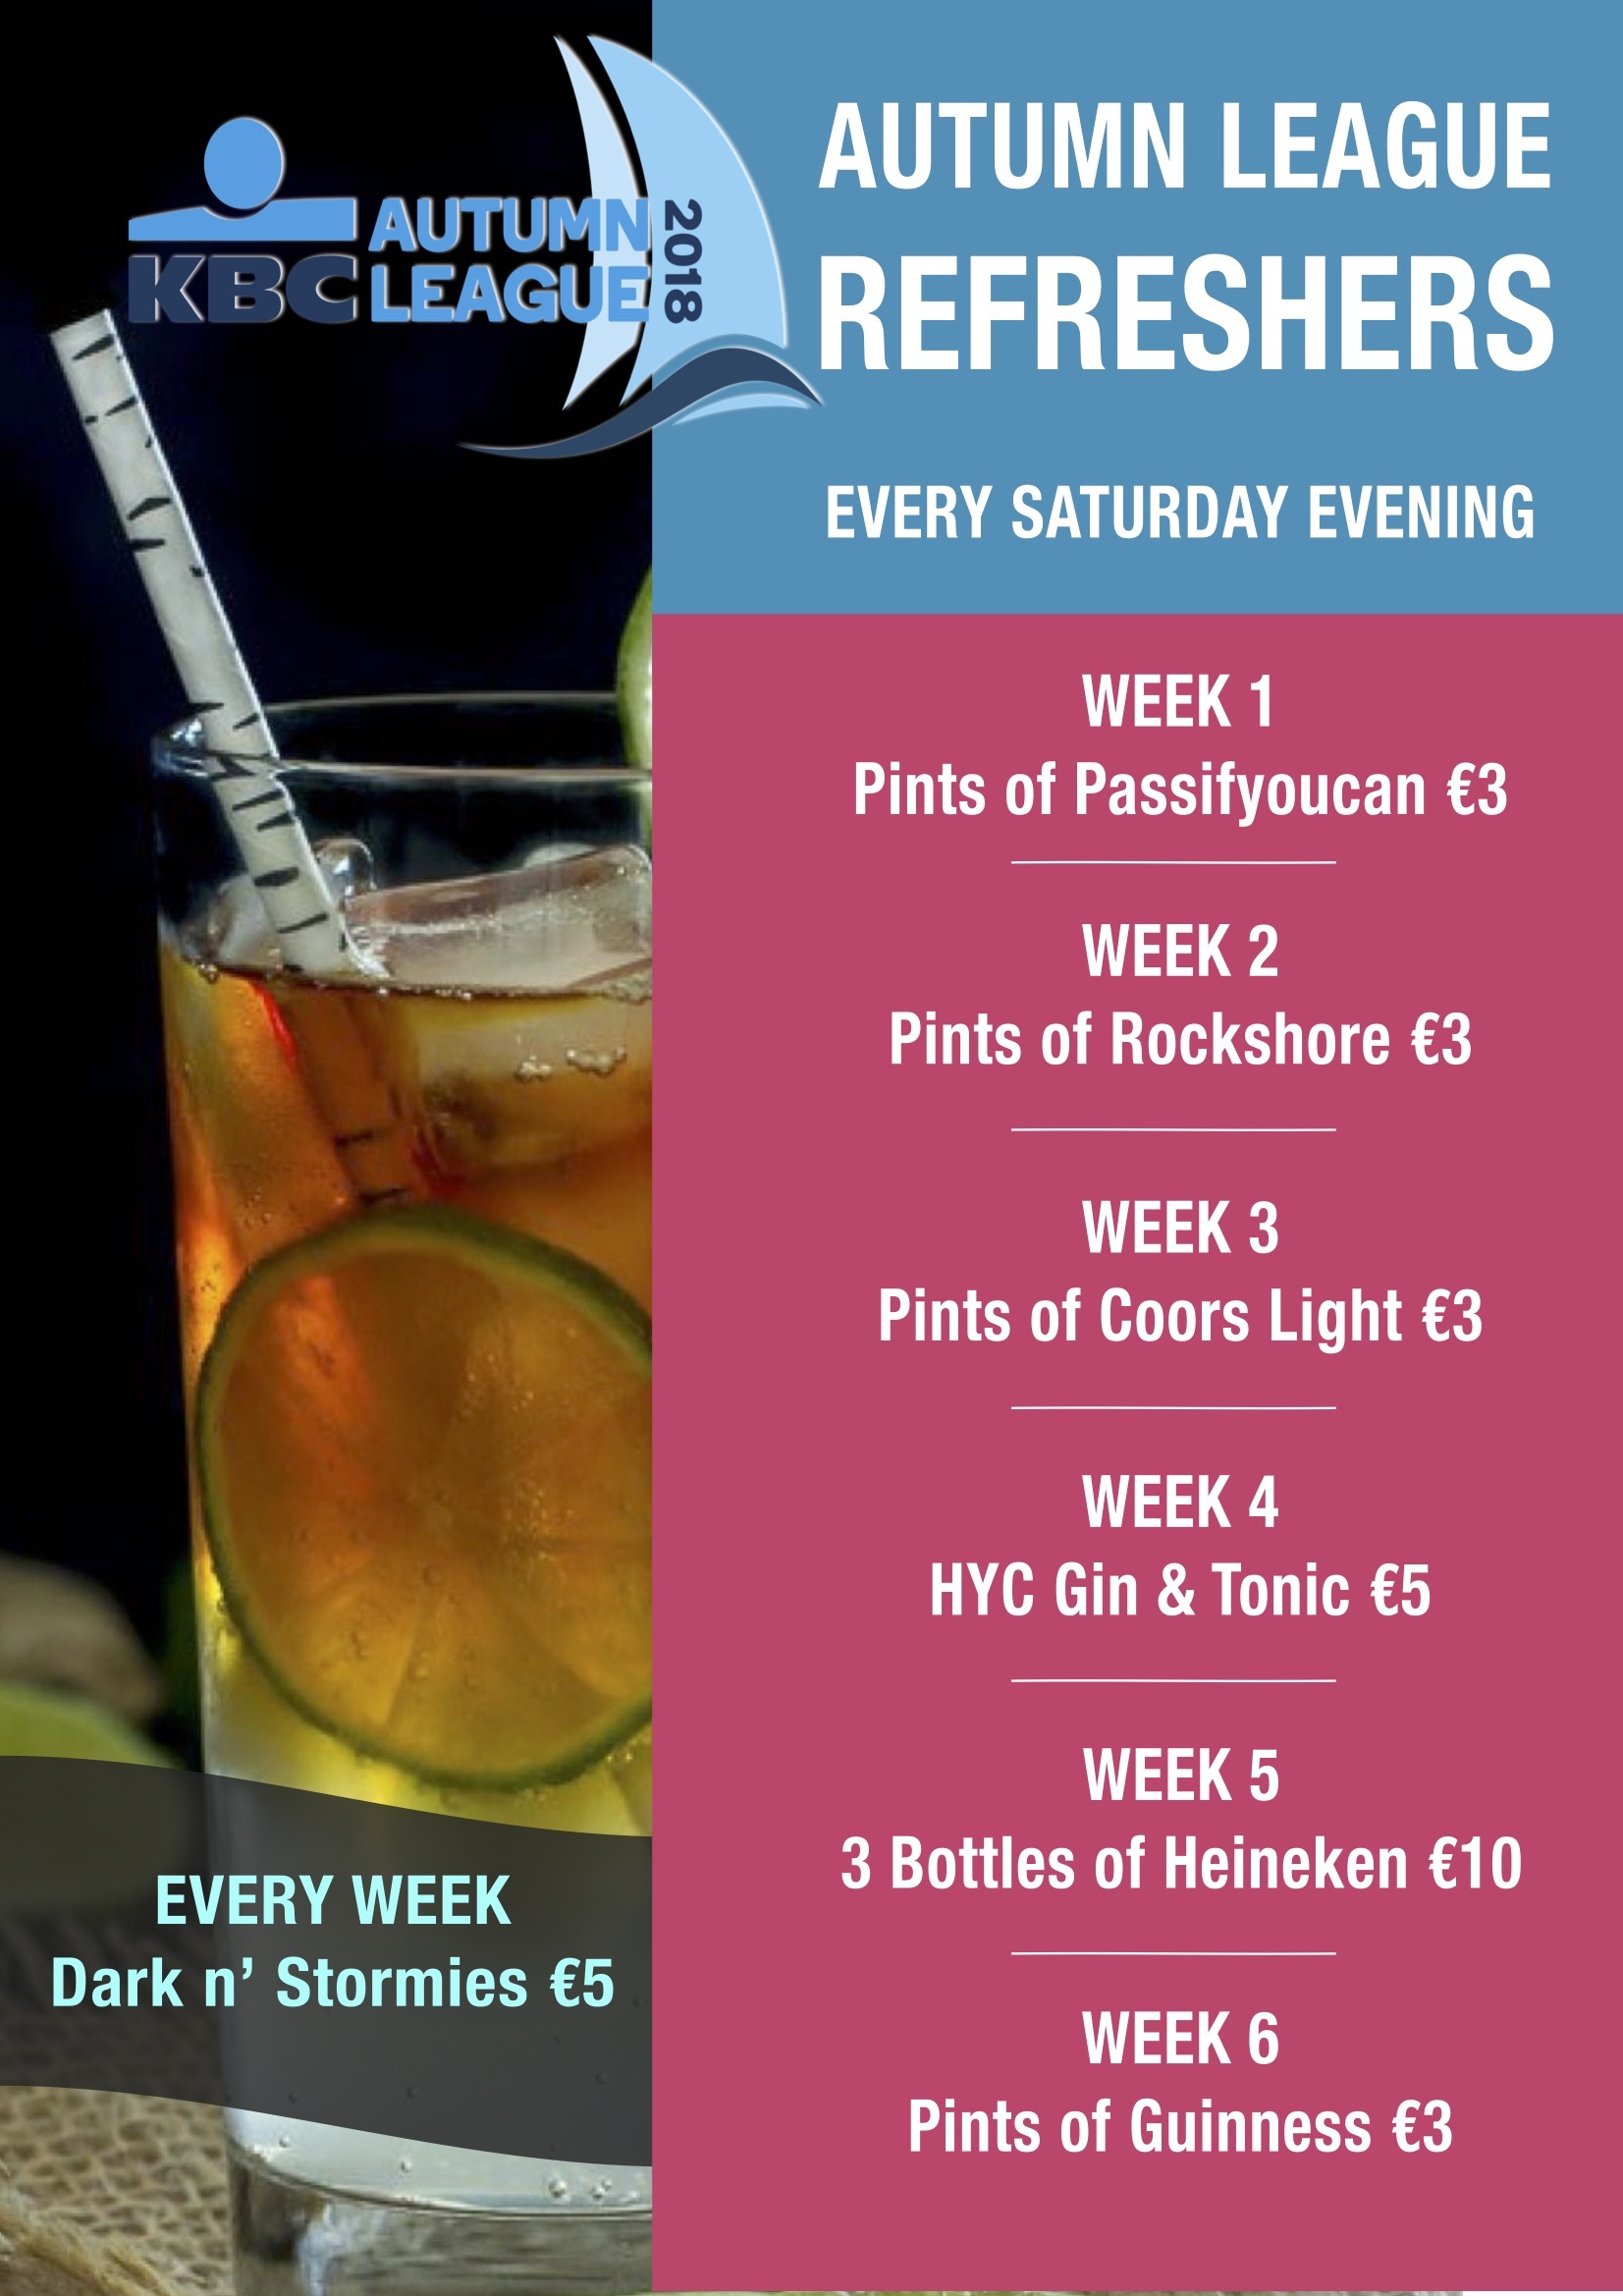 KBC AUTUMN
LEAGUE
2018
AUTUMN LEAGUE
REFRESHERS
EVERY SATURDAY EVENING
WEEK 1
Pints of Passifyoucan €3
WEEK 2
Pints of Rockshore €3
WEEK 3
Pints of Coors Light €3
WEEK 4
HYC Gin & Tonic €5
WEEK 5
3 Bottles of Heineken €10
WEEK 6
Pints of Guinness €3
EVERY WEEK
Dark n’ Stormies €5